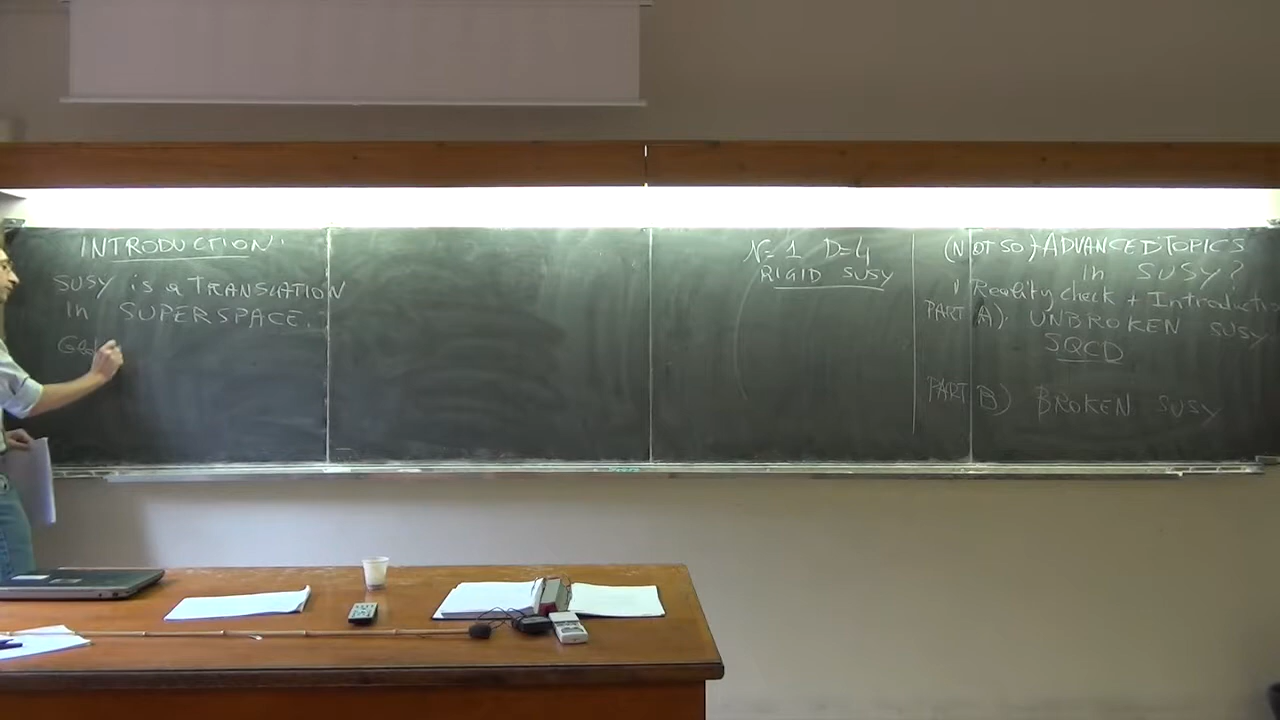 INTRODUCTION:
SUSY is a TRANSLATION
in SUPERSPACE.
N=1 D=4
RIGID SUSY
(NOT SO) ADVANCED TOPICS
in SUSY?
Reality check + Introductio
PART A): UNBROKEN SUSY
SQCD
PART B) BROKEN SUSY